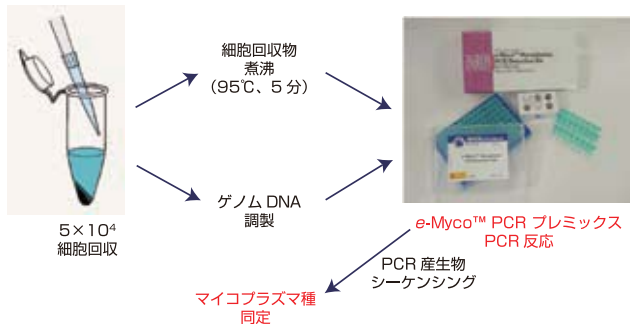 細胞回収物
煮沸
（95℃、5 分）
5×10⁴
細胞回収
ゲノム DNA
調製
e-Myco™ PCR プレミックス
PCR 反応
PCR 産生物
シーケンシング
マイコプラズマ種
同定